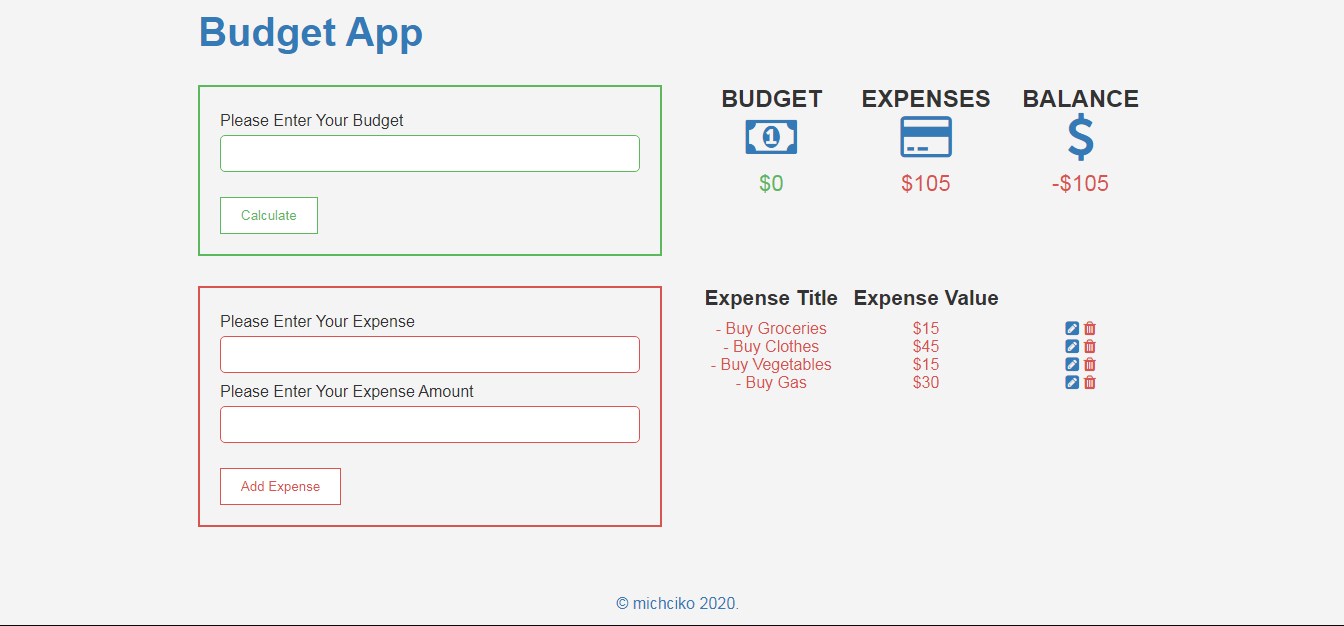 Budget App
Please Enter Your Budget
Calculate
BUDGET EXPENSES BALANCE
1
$0 $105 -$105
Please Enter Your Expense
Please Enter Your Expense Amount
Add Expense
Expense Title Expense Value
- Buy Groceries $15
- Buy Clothes $45
- Buy Vegetables $15
- Buy Gas $30
© michciko 2020.